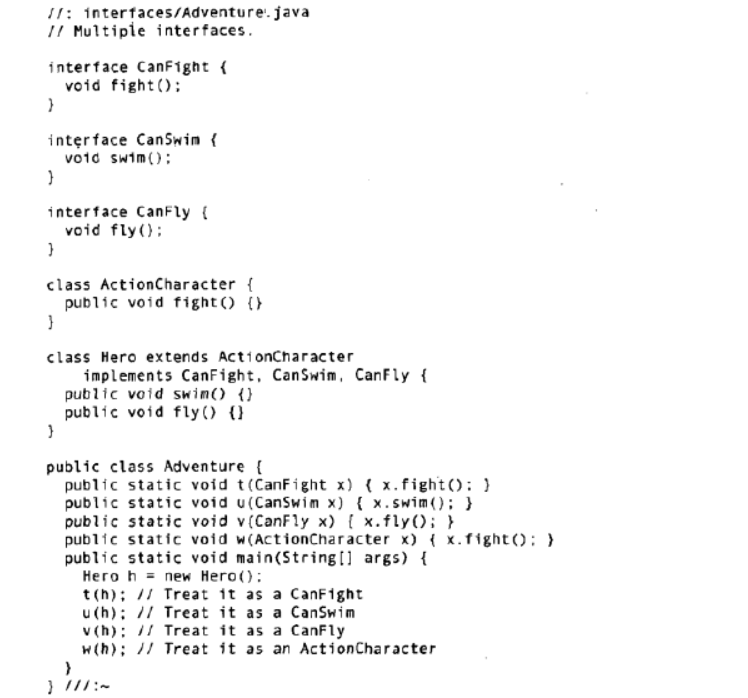 //: interfaces/Adventure.java
// Multiple interfaces.
interface CanFight {
void fight();
}
interface CanSwim {
void swim();
}
interface CanFly {
void fly();
}
class ActionCharacter {
public void fight() {}
}
class Hero extends ActionCharacter
implements CanFight, CanSwim, CanFly {
public void swim() {}
public void fly() {}
}
public class Adventure {
public static void t(CanFight x) { x.fight(); }
public static void u(CanSwim x) { x.swim(); }
public static void v(CanFly x) { x.fly(); }
public static void w(ActionCharacter x) { x.fight(); }
public static void main(String[] args) {
Hero h = new Hero();
t(h); // Treat it as a CanFight
u(h); // Treat it as a CanSwim
v(h); // Treat it as a CanFly
w(h); // Treat it as an ActionCharacter
}
} ///:~